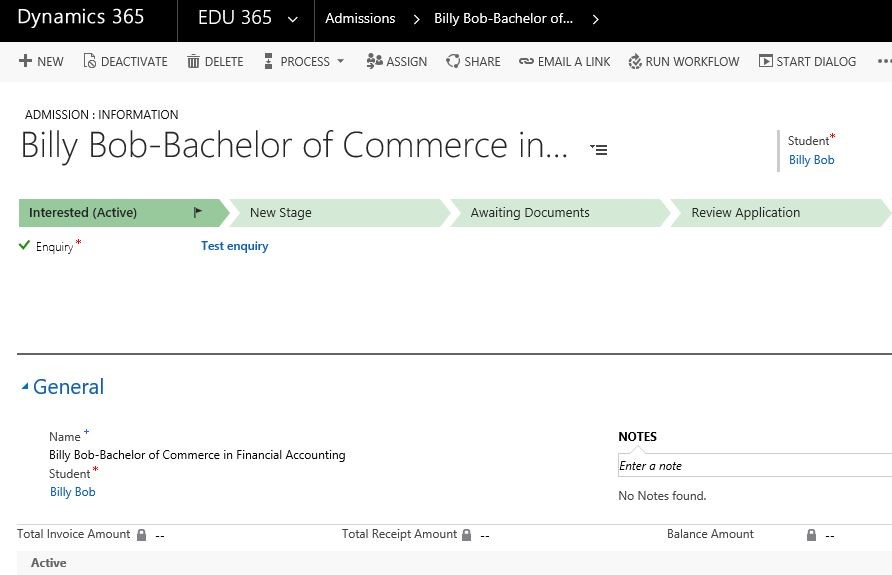 Dynamics 365 EDU 365 Admissions Billy Bob-Bachelor of...
NEW DEACTIVATE DELETE PROCESS ASSIGN SHARE EMAIL A LINK RUN WORKFLOW START DIALOG ...
ADMISSION : INFORMATION
Billy Bob-Bachelor of Commerce in...
Student*
Billy Bob
Interested (Active) New Stage Awaiting Documents Review Application
Enquiry* Test enquiry
General
Name + NOTES
Billy Bob-Bachelor of Commerce in Financial Accounting
Enter a note
Student*
Billy Bob
No Notes found.
Total Invoice Amount -- Total Receipt Amount -- Balance Amount --
Active